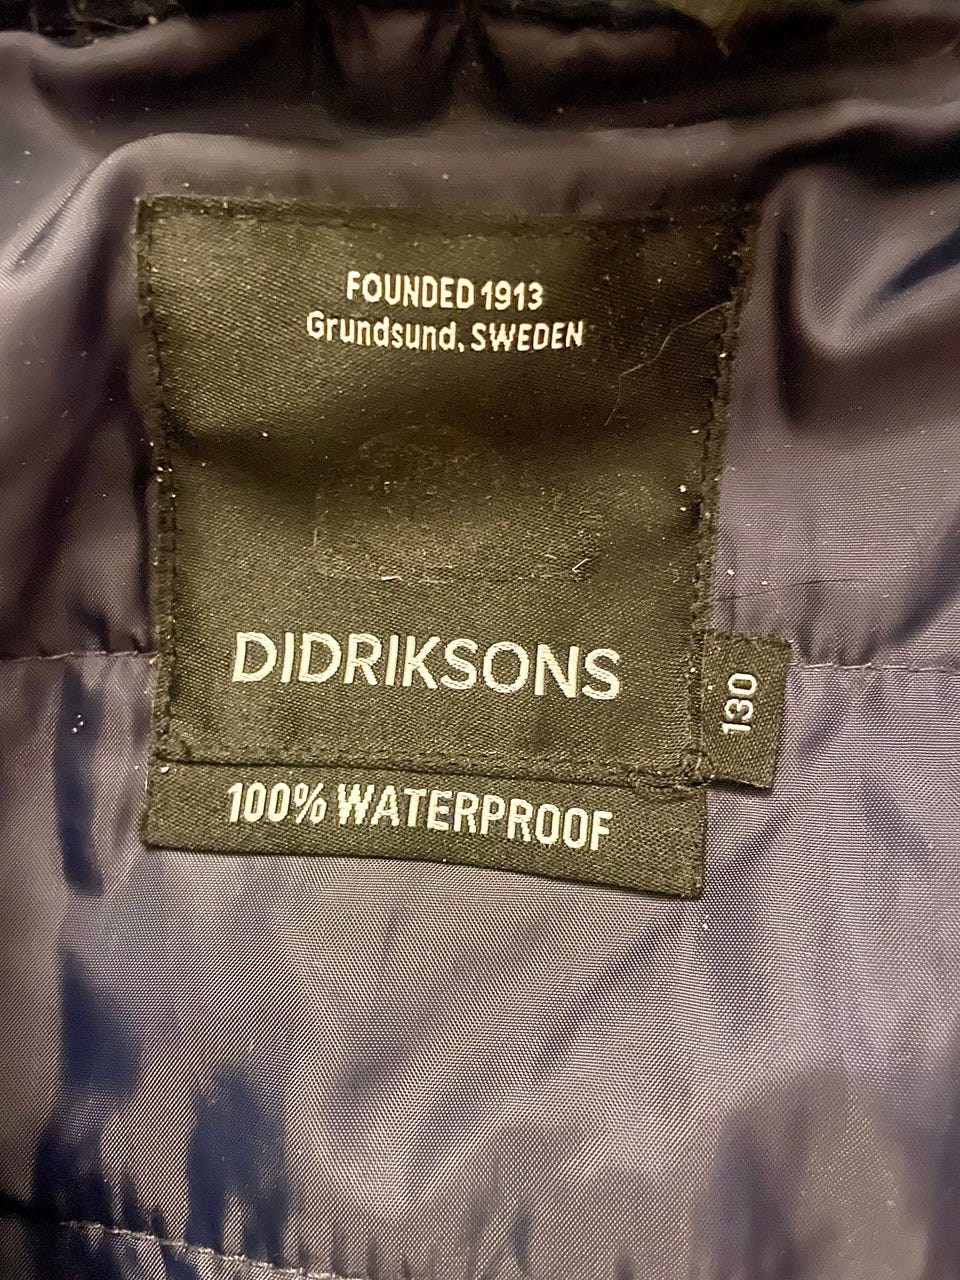 FOUNDED 1913
Grundsund, SWEDEN
DIDRIKSONS
130
100% WATERPROOF